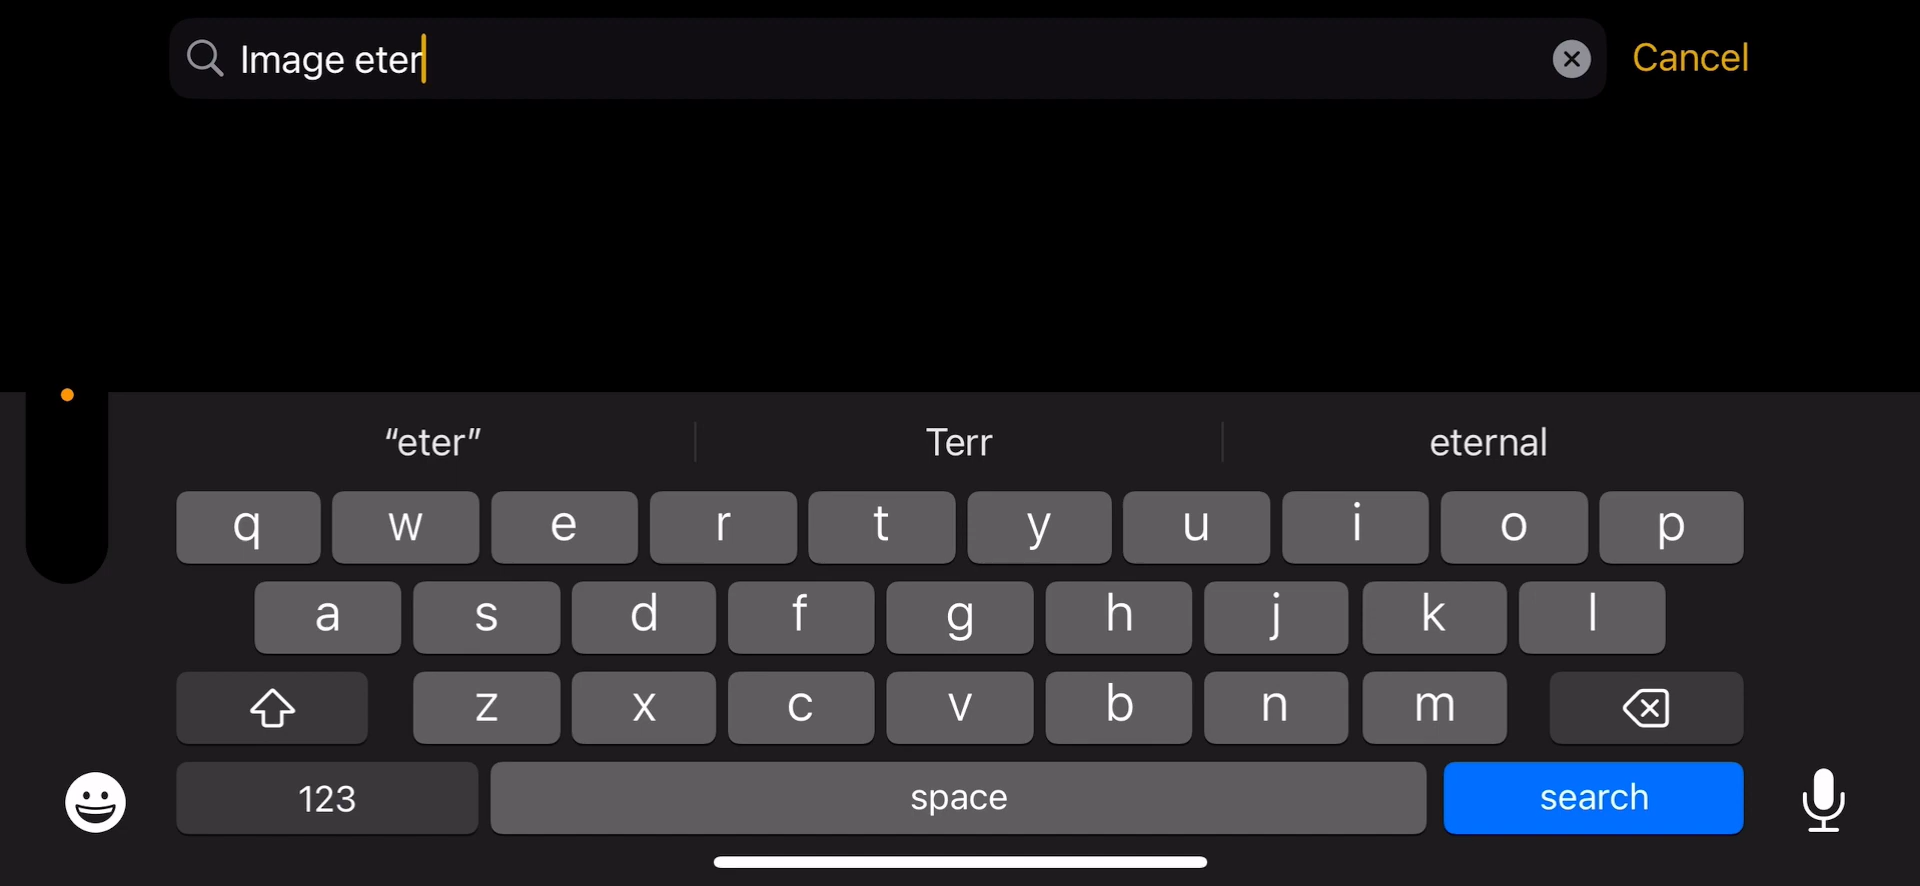 Image eter
Cancel
“eter” Terr eternal
q w e r t y u i o p
a s d f g h j k l
z x c v b n m
123 space search